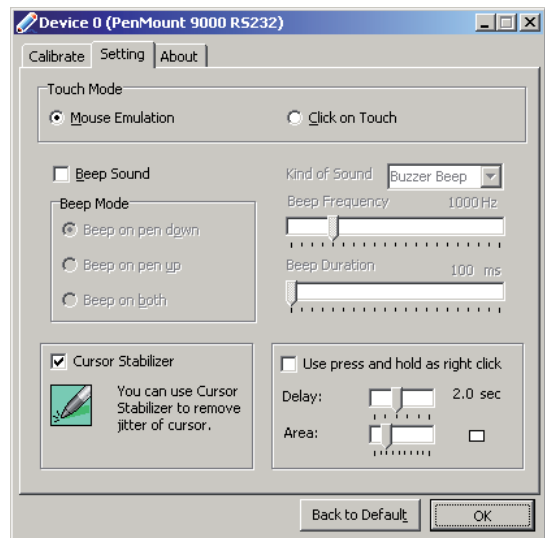 Device 0 (PenMount 9000 RS232)
Calibrate Setting About
Touch Mode
Mouse Emulation Click on Touch
Beep Sound
Kind of Sound Buzzer Beep
Beep Mode
Beep on pen down
Beep on pen up
Beep on both
Beep Frequency 1000 Hz
Beep Duration 100 ms
Cursor Stabilizer
You can use Cursor
Stabilizer to remove
jitter of cursor.
Use press and hold as right click
Delay: 2.0 sec
Area:
Back to Default OK